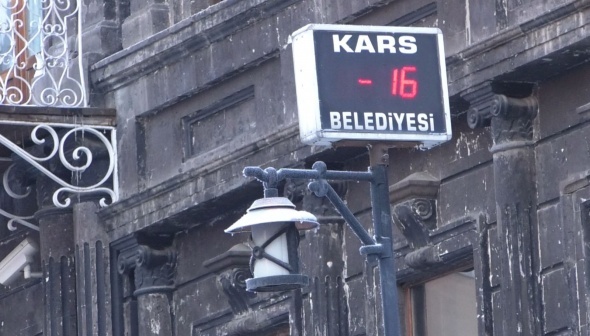 KARS
- 16
BELEDİYESİ